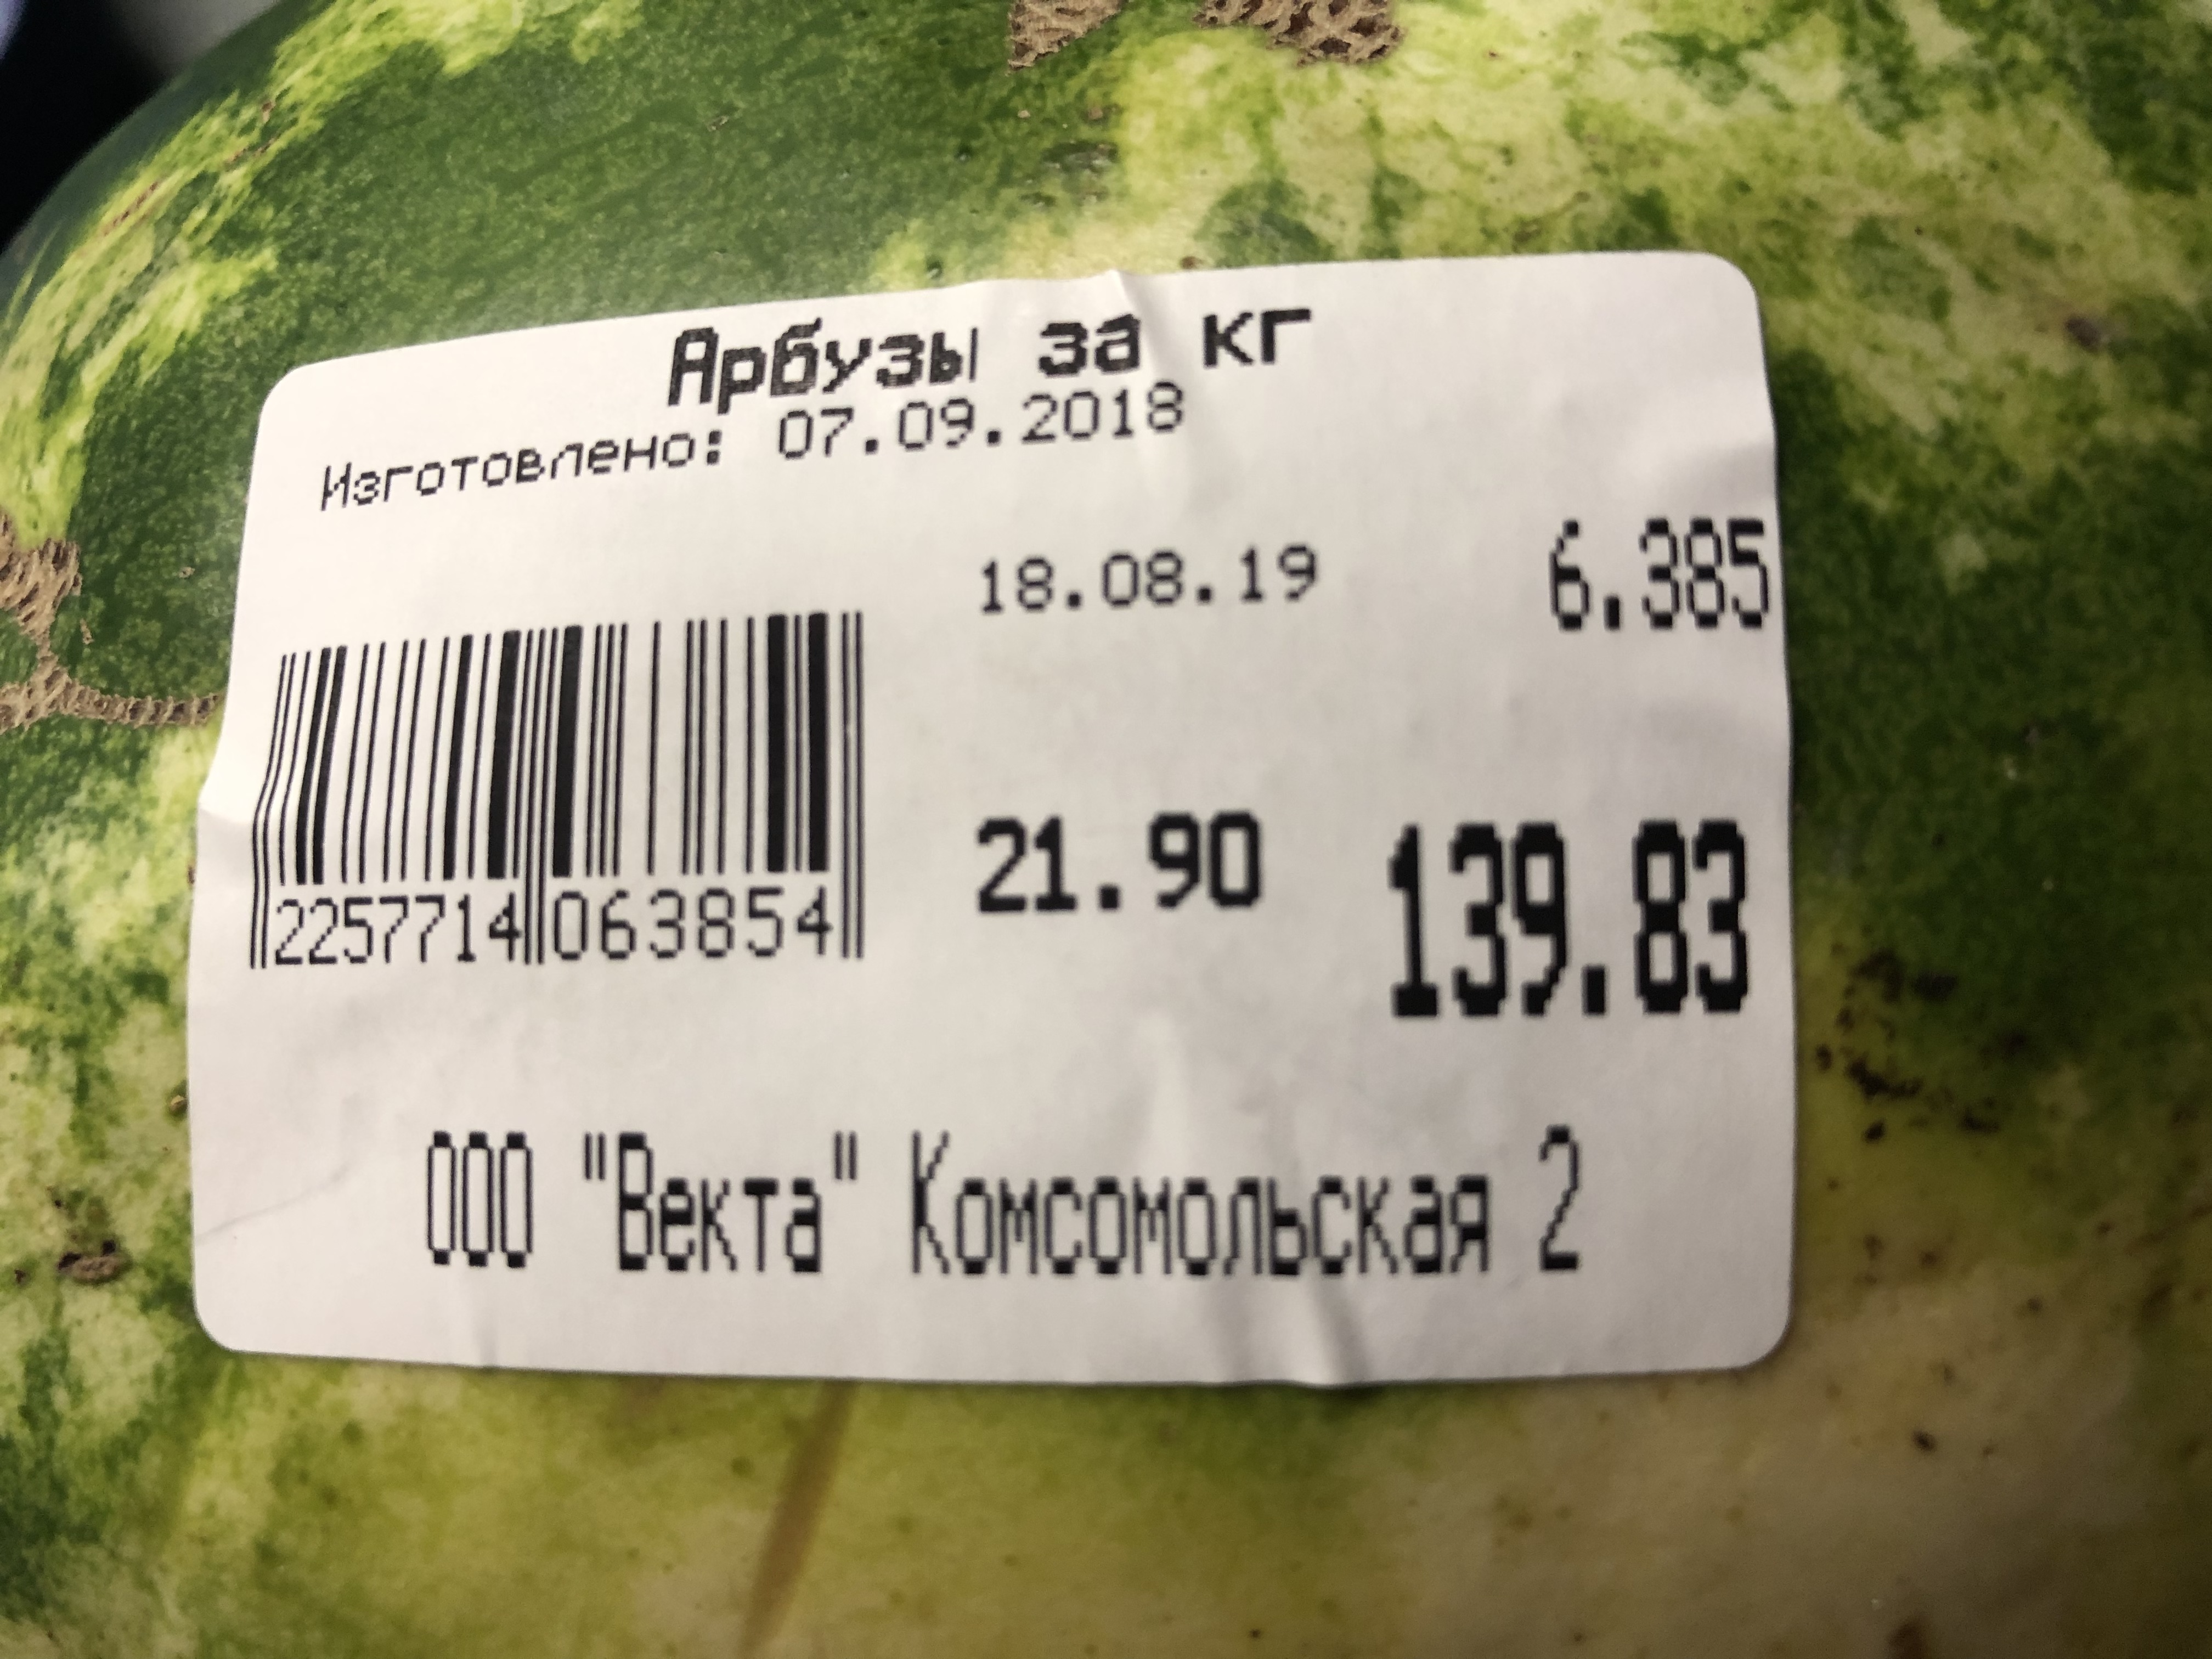 Арбузы за кг
Изготовлено: 07.09.2018
18.08.19 6.385
21.90 139.83
2257714 063854
ООО "Векта" Комсомольская 2